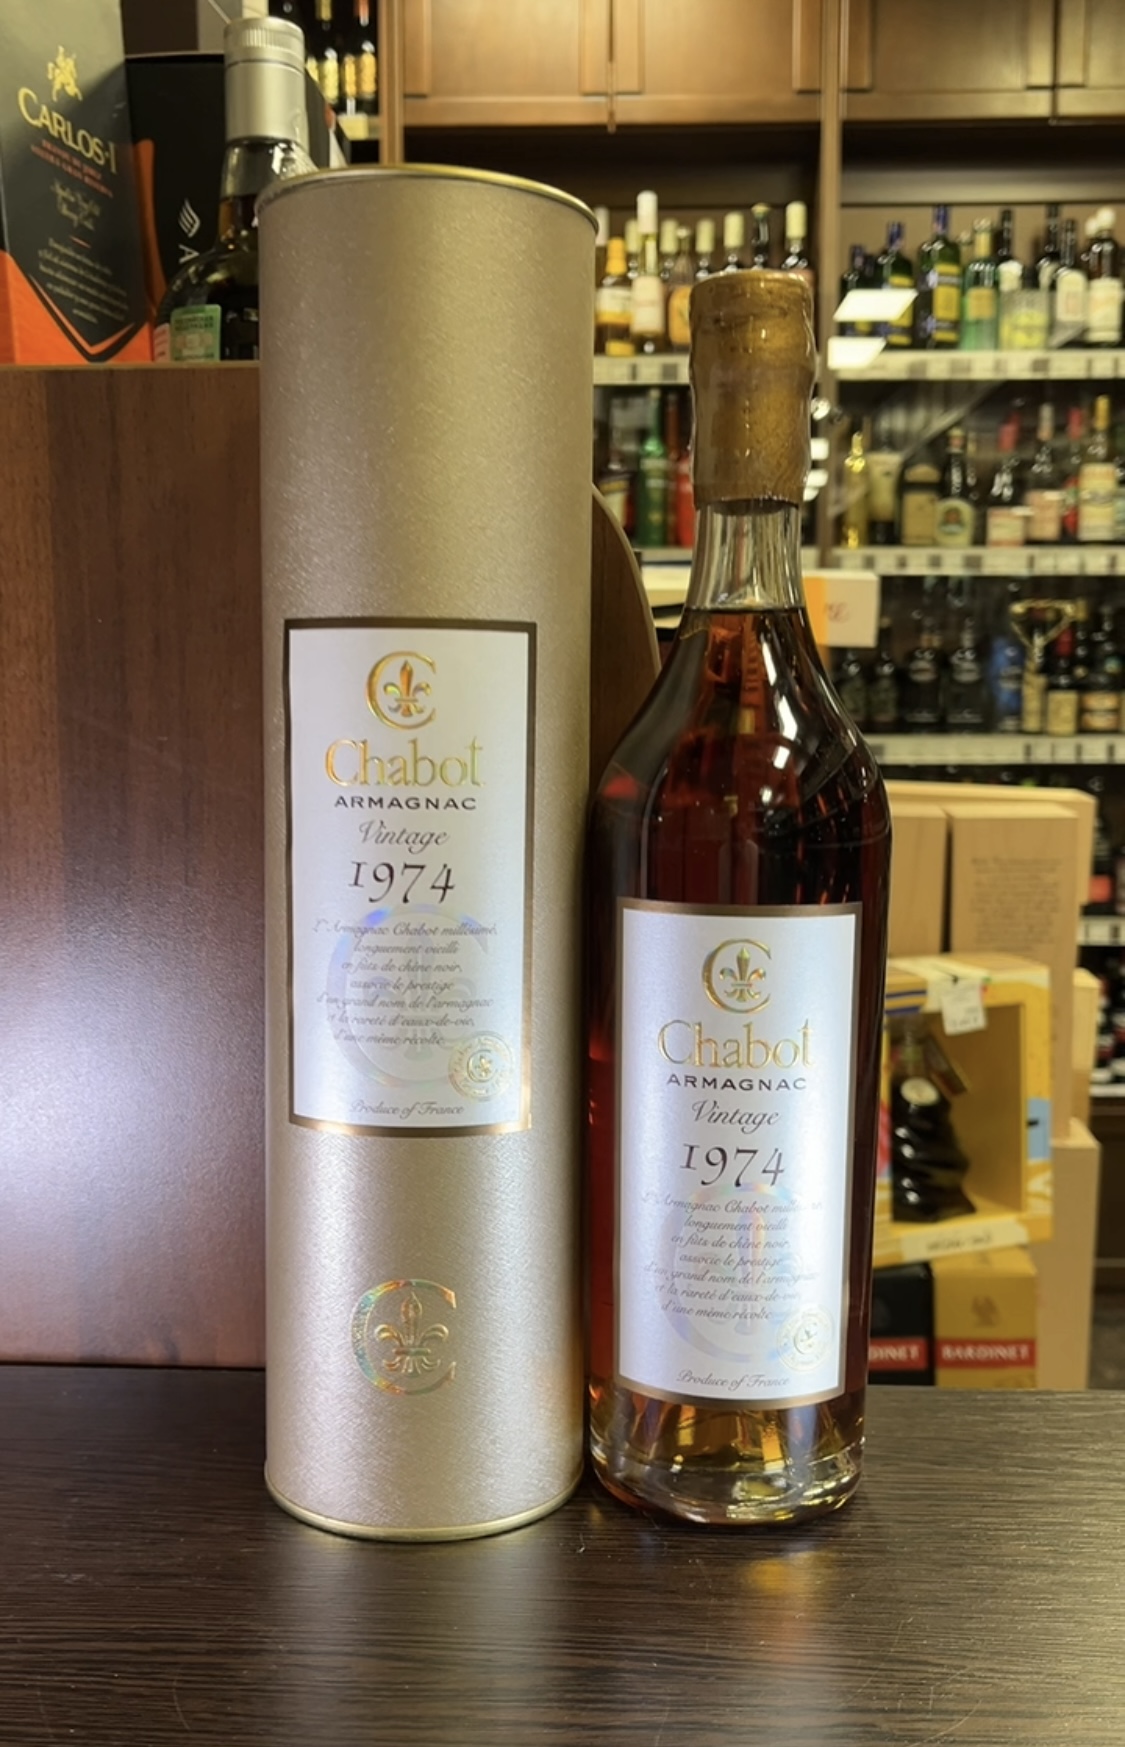 CARLOS·I
Chabot
ARMAGNAC
Vintage
1974
L'Armagnac Chabot millésimé,
longuement vieilli
en fûts de chêne noir,
associe le prestige
d'un grand nom de l'armagnac
et la rareté d'eaux-de-vie,
d'une même récolte.
Produce of France
Chabot
ARMAGNAC
Vintage
1974
L'Armagnac Chabot
longuement vieilli
en fûts de chêne noir,
associe le prestige
d'un grand nom de l'armagnac
et la rareté d'eaux-de-vie,
d'une même récolte
Produce of France
DINET
BARDINET